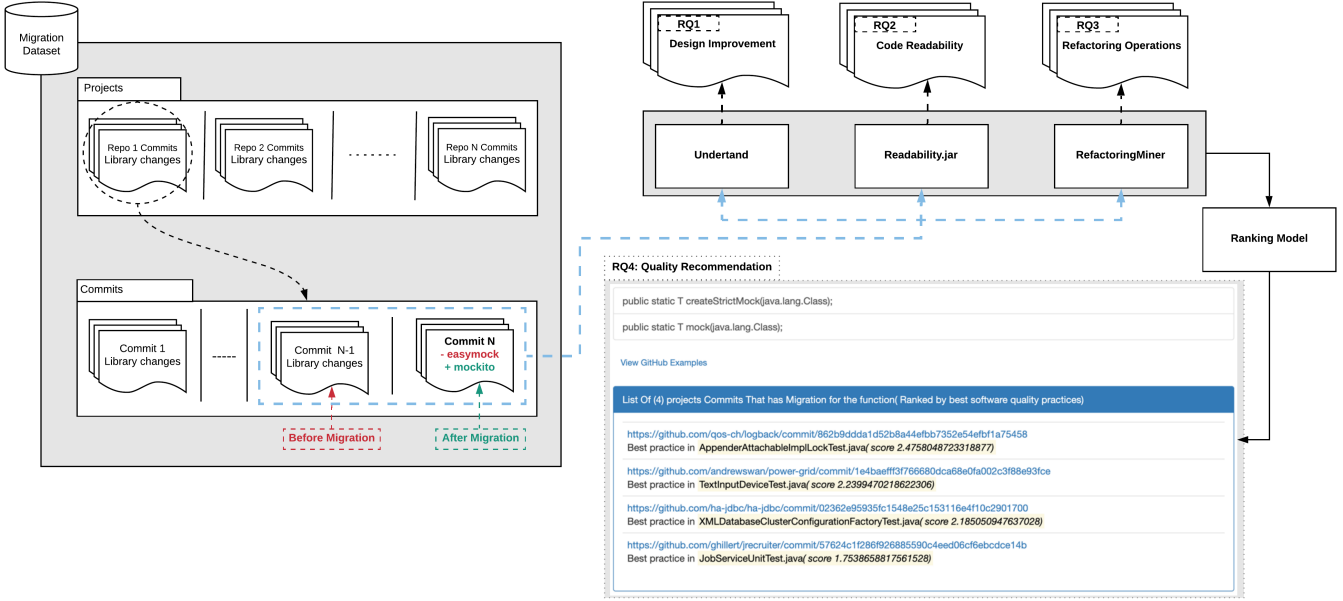 Migration
Dataset
Projects
Repo 1 Commits
Library changes
Repo 2 Commits
Library changes
.......
Repo N Commits
Library changes
Commits
Commit 1
Library changes
-----
Commit N-1
Library changes
Commit N
- easymock
+ mockito
Before Migration
After Migration
RQ1
Design Improvement
RQ2
Code Readability
RQ3
Refactoring Operations
Undertand
Readability.jar
RefactoringMiner
Ranking Model
RQ4: Quality Recommendation
public static T createStrictMock(java.lang.Class);
public static T mock(java.lang.Class);
View GitHub Examples
List Of (4) projects Commits That has Migration for the function( Ranked by best software quality practices)
https://github.com/qos-ch/logback/commit/862b9ddda1d52b8a44efbb7352e54efbf1a75458
Best practice in AppenderAttachableImplLockTest.java( score 2.4758048723318877)
https://github.com/andrewswan/power-grid/commit/1e4baefff3f766680dca68e0fa002c3f88e93fce
Best practice in TextInputDeviceTest.java( score 2.2399470218622306)
https://github.com/ha-jdbc/ha-jdbc/commit/02362e95935fc1548e25c153116e4f10c2901700
Best practice in XMLDatabaseClusterConfigurationFactoryTest.java( score 2.185050947637028)
https://github.com/ghillert/jrecruiter/commit/57624c1f286f926885590c4eed06cf6ebcdce14b
Best practice in JobServiceUnitTest.java( score 1.7538658817561528)